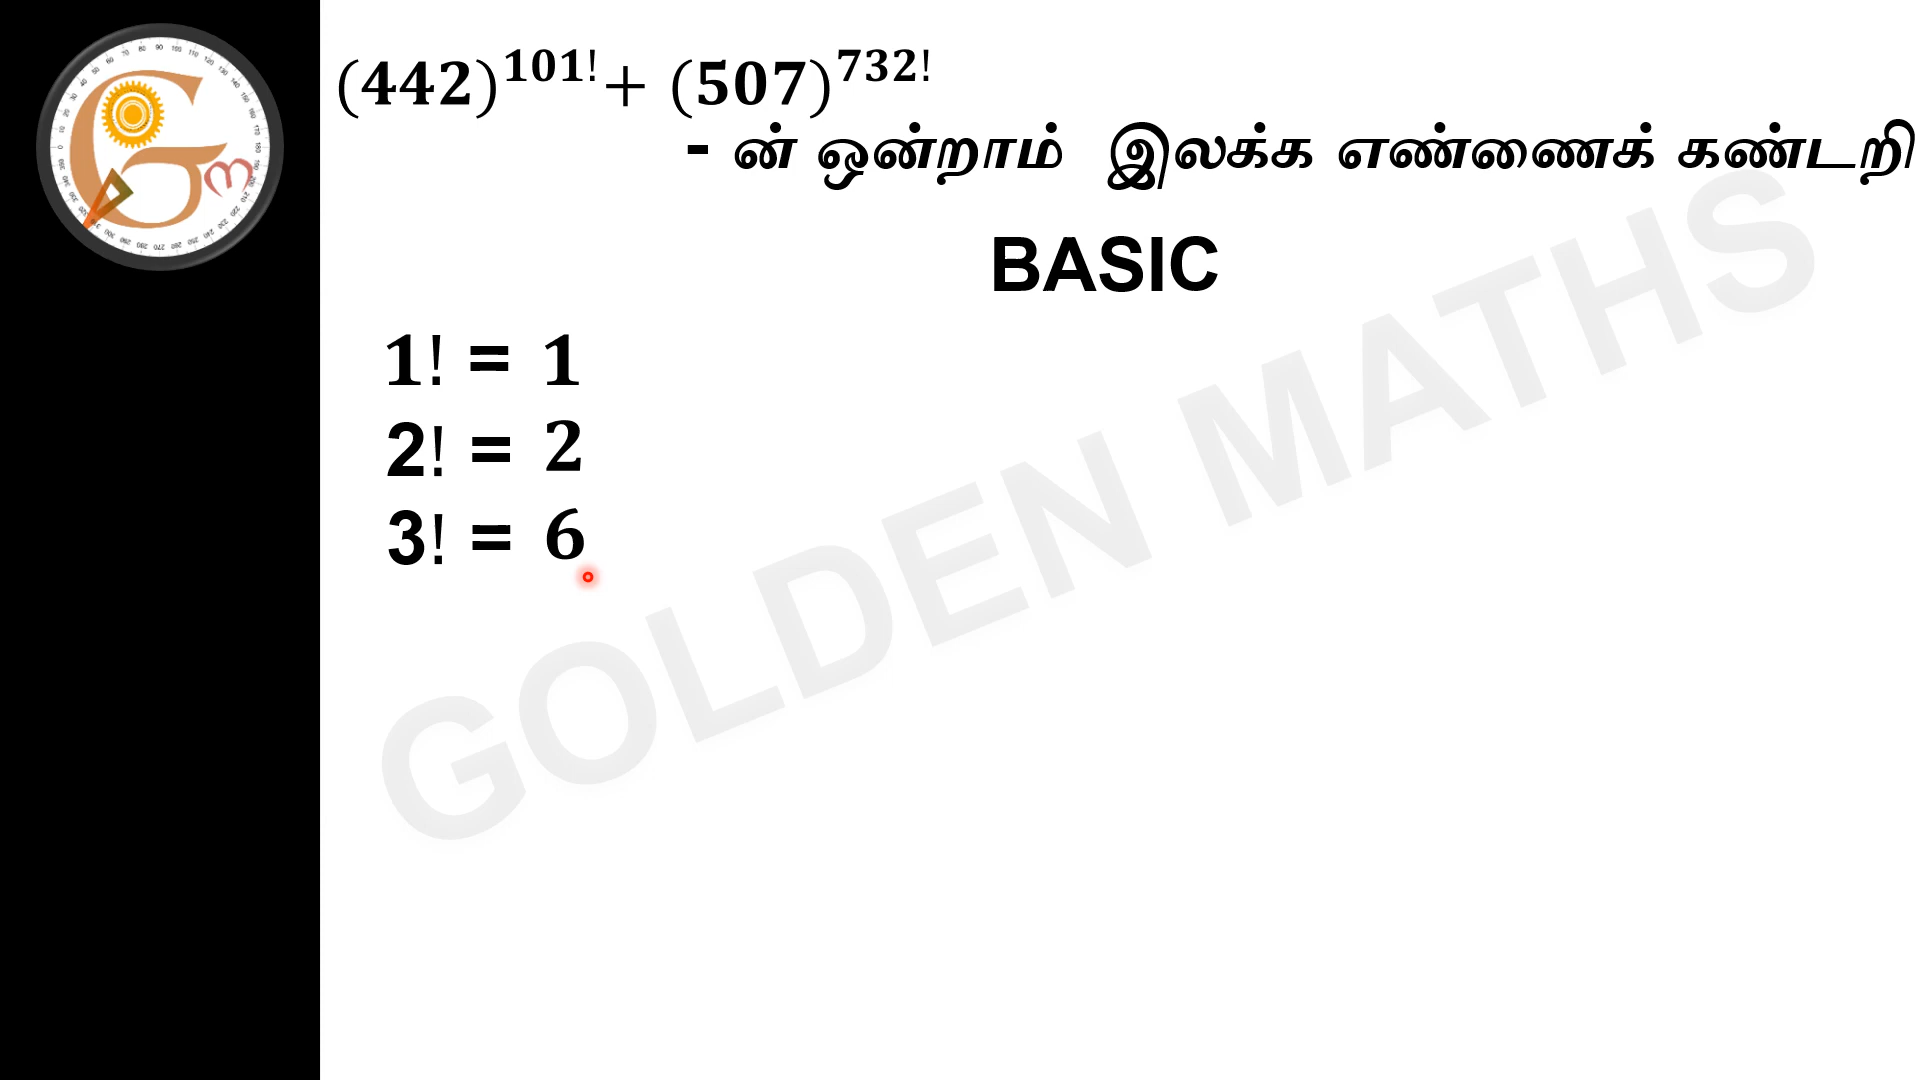 (442)^101! + (507)^732!
- ன் ஒன்றாம் இலக்க எண்ணைக் கண்டறி
BASIC
1! = 1
2! = 2
3! = 6
GOLDEN MATHS